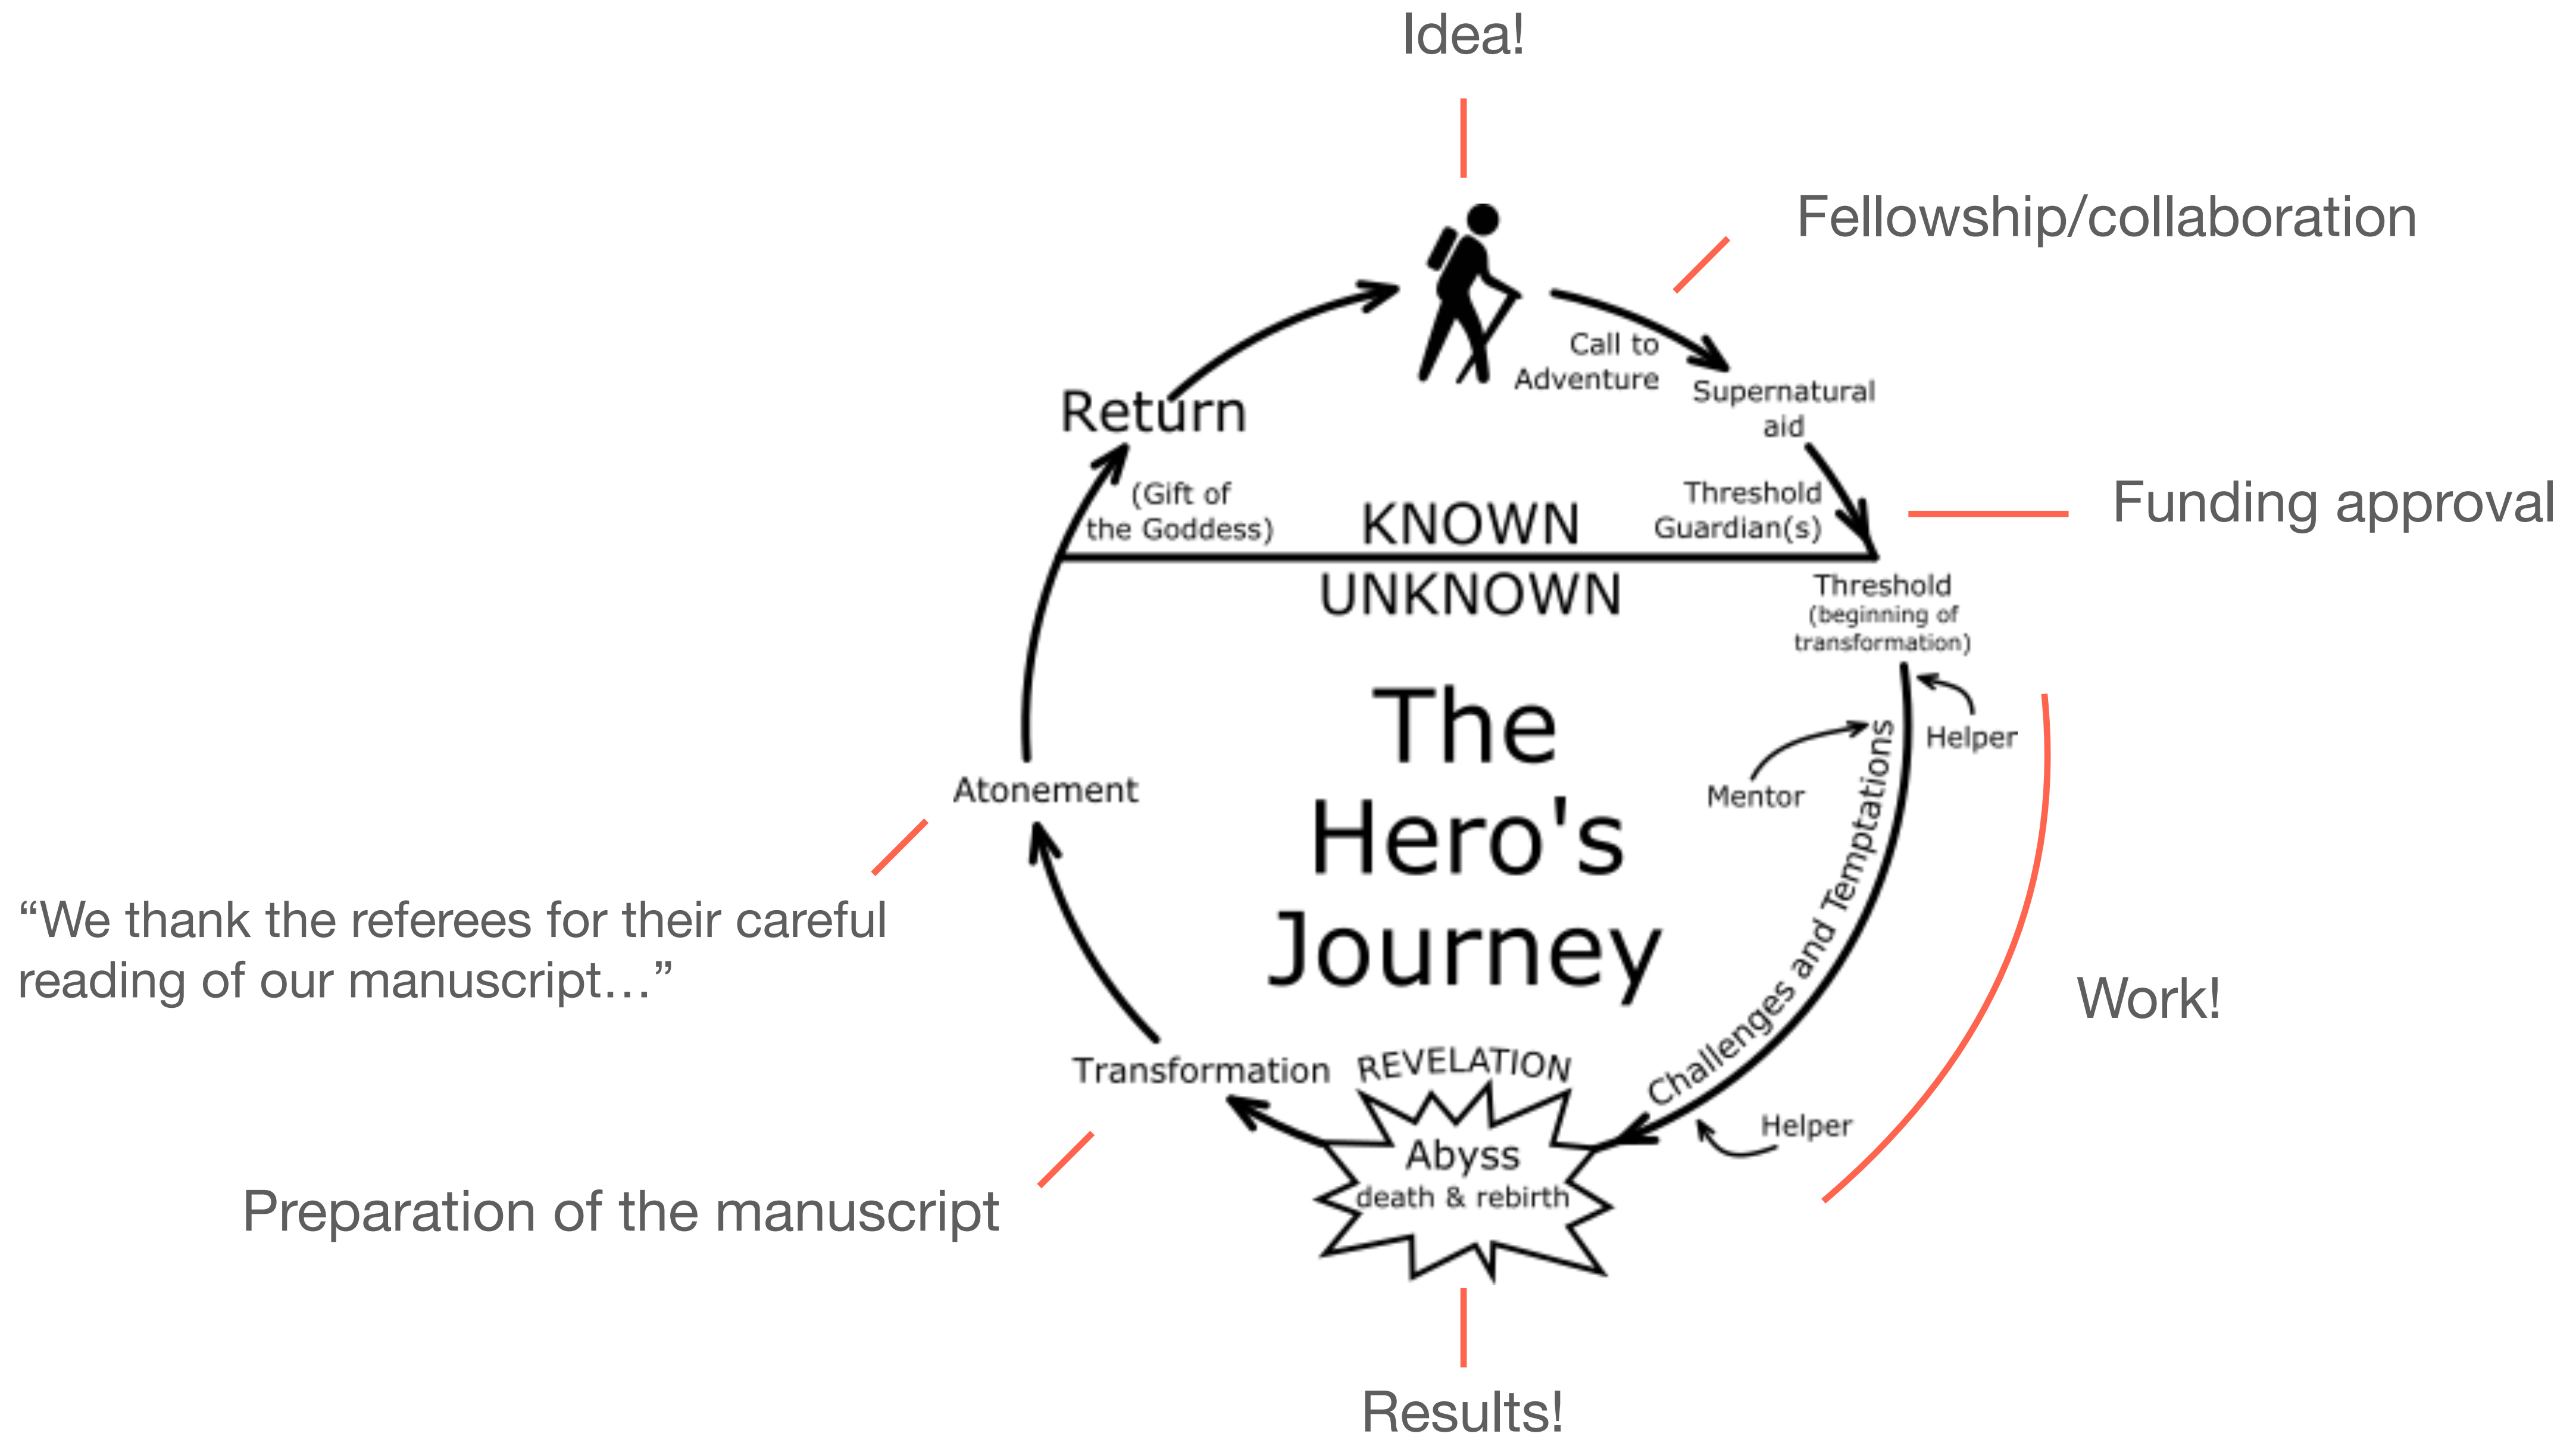 Idea!
Fellowship/collaboration
Call to
Adventure
Supernatural
aid
Return
(Gift of
the Goddess)
KNOWN
Threshold
Guardian(s)
Funding approval
UNKNOWN
Threshold
(beginning of
transformation)
The
Hero's
Journey
Helper
Mentor
Challenges and Temptations
Work!
Atonement
“We thank the referees for their careful
reading of our manuscript…”
Transformation
REVELATION
Abyss
death & rebirth
Helper
Preparation of the manuscript
Results!